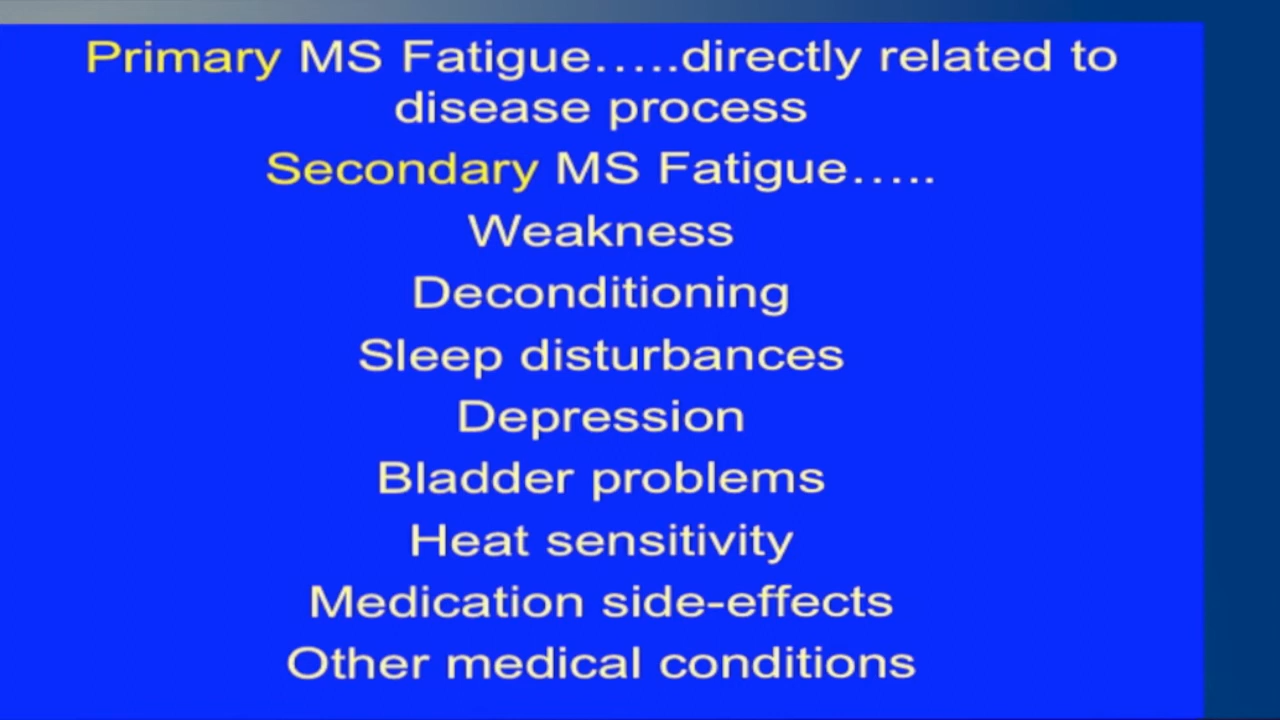 Primary MS Fatigue…..directly related to
disease process
Secondary MS Fatigue…..
Weakness
Deconditioning
Sleep disturbances
Depression
Bladder problems
Heat sensitivity
Medication side-effects
Other medical conditions